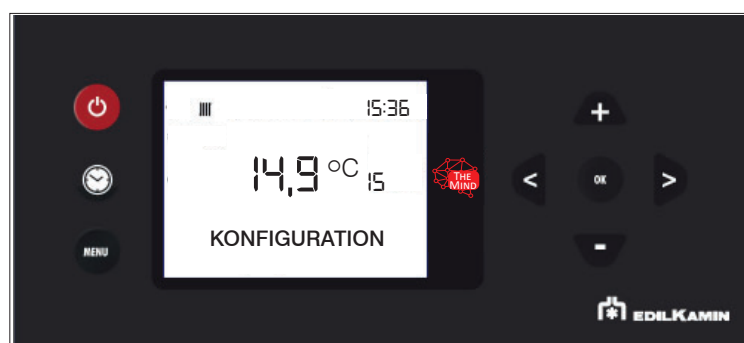 15:36
14,9 °C 15
THE
MIND
KONFIGURATION
MENU
OK
EDILKAMIN